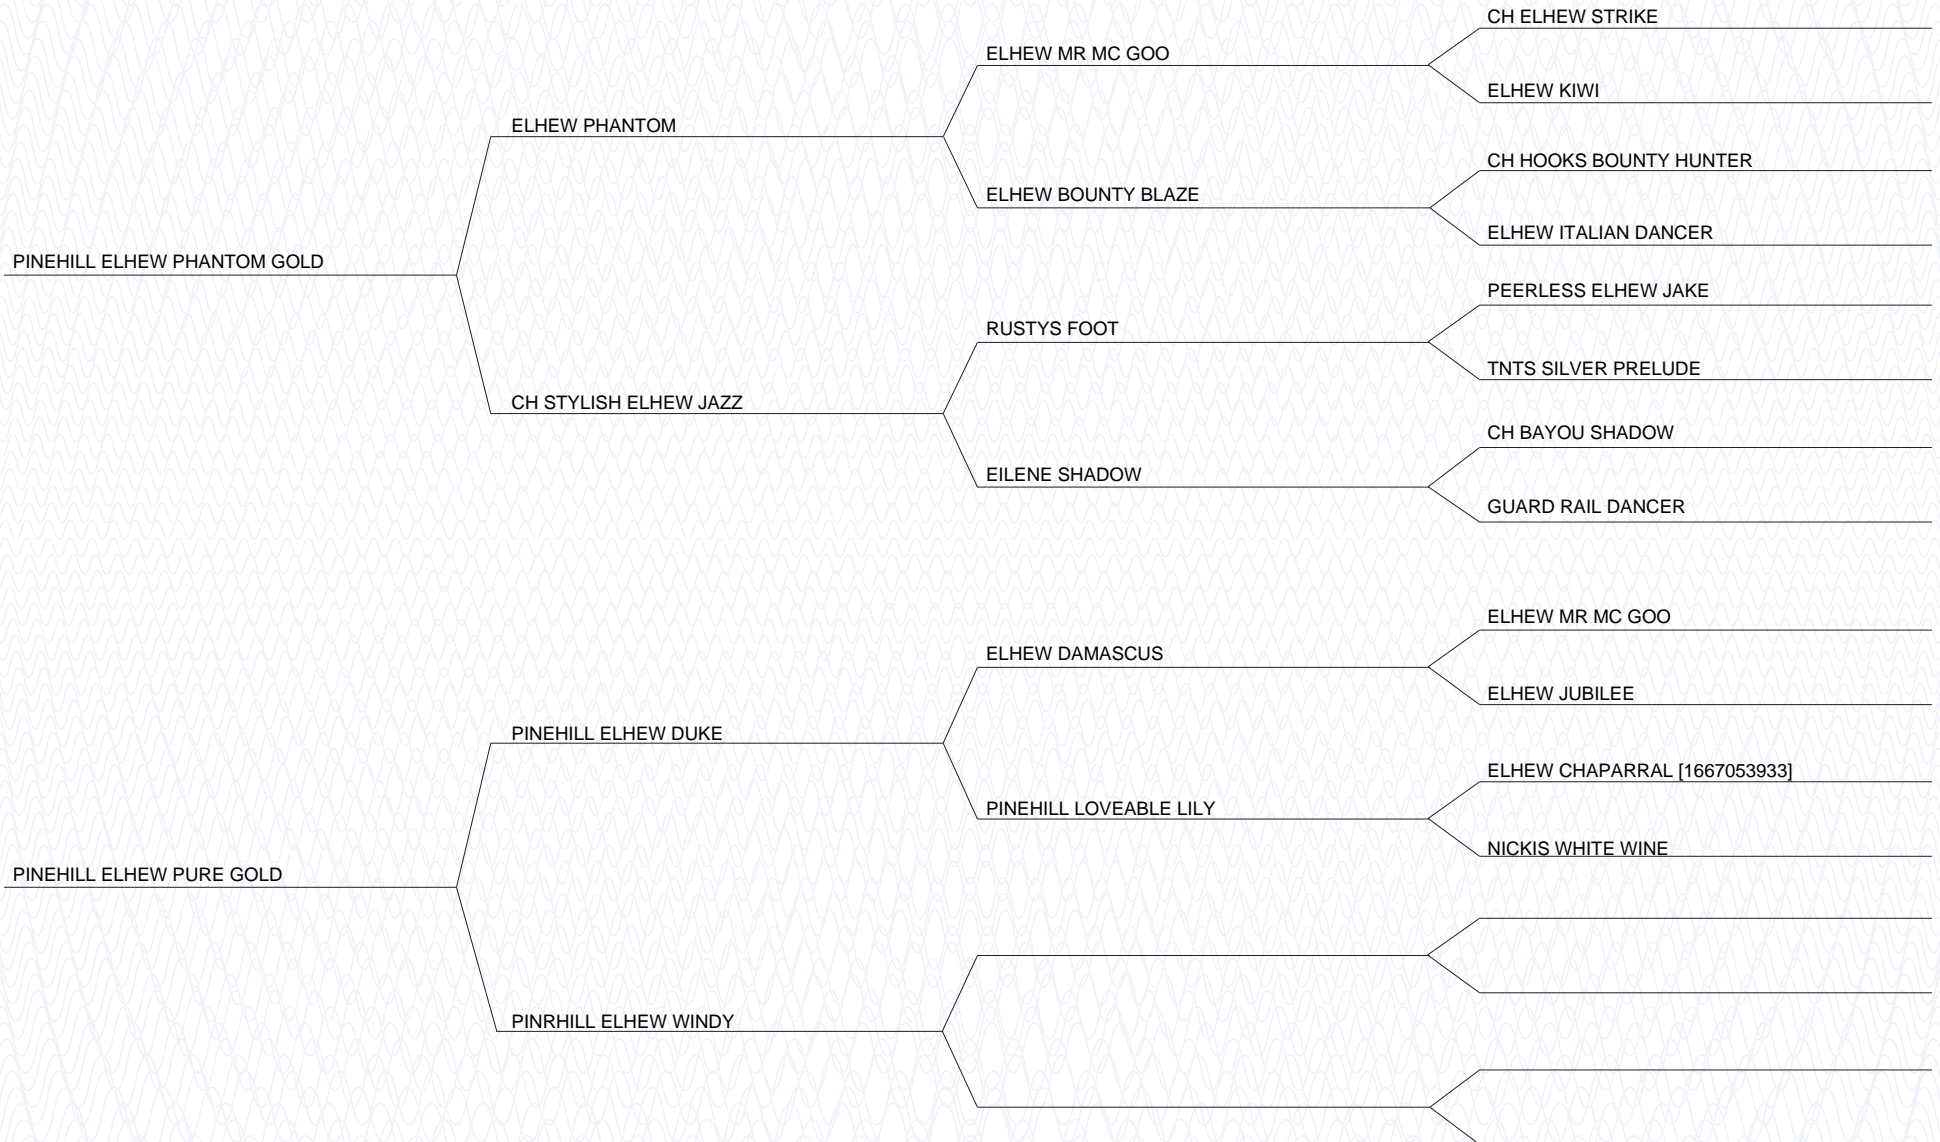 CH ELHEW STRIKE
ELHEW MR MC GOO
ELHEW KIWI
ELHEW PHANTOM
CH HOOKS BOUNTY HUNTER
ELHEW BOUNTY BLAZE
ELHEW ITALIAN DANCER
PINEHILL ELHEW PHANTOM GOLD
PEERLESS ELHEW JAKE
RUSTYS FOOT
TNTS SILVER PRELUDE
CH STYLISH ELHEW JAZZ
CH BAYOU SHADOW
EILENE SHADOW
GUARD RAIL DANCER
ELHEW MR MC GOO
ELHEW DAMASCUS
ELHEW JUBILEE
PINEHILL ELHEW DUKE
ELHEW CHAPARRAL [1667053933]
PINEHILL LOVEABLE LILY
NICKIS WHITE WINE
PINEHILL ELHEW PURE GOLD
PINRHILL ELHEW WINDY